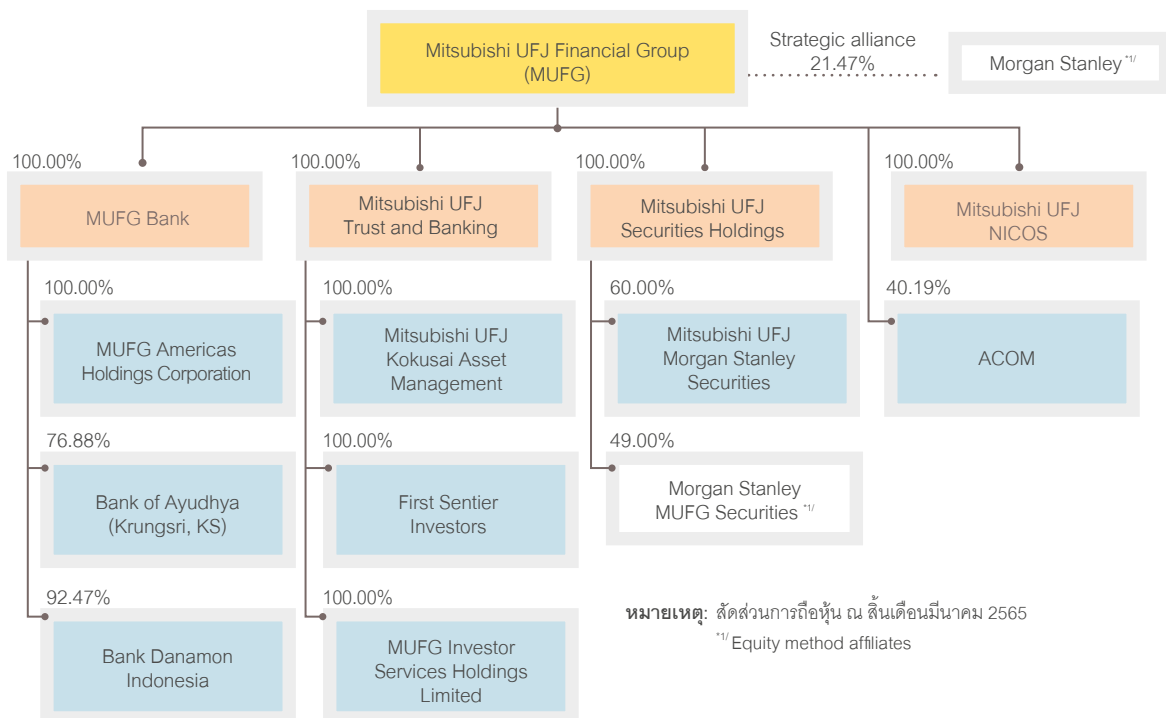 Mitsubishi UFJ Financial Group
(MUFG)
Strategic alliance
21.47%
Morgan Stanley *1/
100.00%
MUFG Bank
100.00%
Mitsubishi UFJ
Trust and Banking
100.00%
Mitsubishi UFJ
Securities Holdings
100.00%
Mitsubishi UFJ
NICOS
100.00%
MUFG Americas
Holdings Corporation
100.00%
Mitsubishi UFJ
Kokusai Asset
Management
60.00%
Mitsubishi UFJ
Morgan Stanley
Securities
40.19%
ACOM
76.88%
Bank of Ayudhya
(Krungsri, KS)
100.00%
First Sentier
Investors
49.00%
Morgan Stanley
MUFG Securities *1/
92.47%
Bank Danamon
Indonesia
100.00%
MUFG Investor
Services Holdings
Limited
หมายเหตุ: สัดส่วนการถือหุ้น ณ สิ้นเดือนมีนาคม 2565
*1/ Equity method affiliates